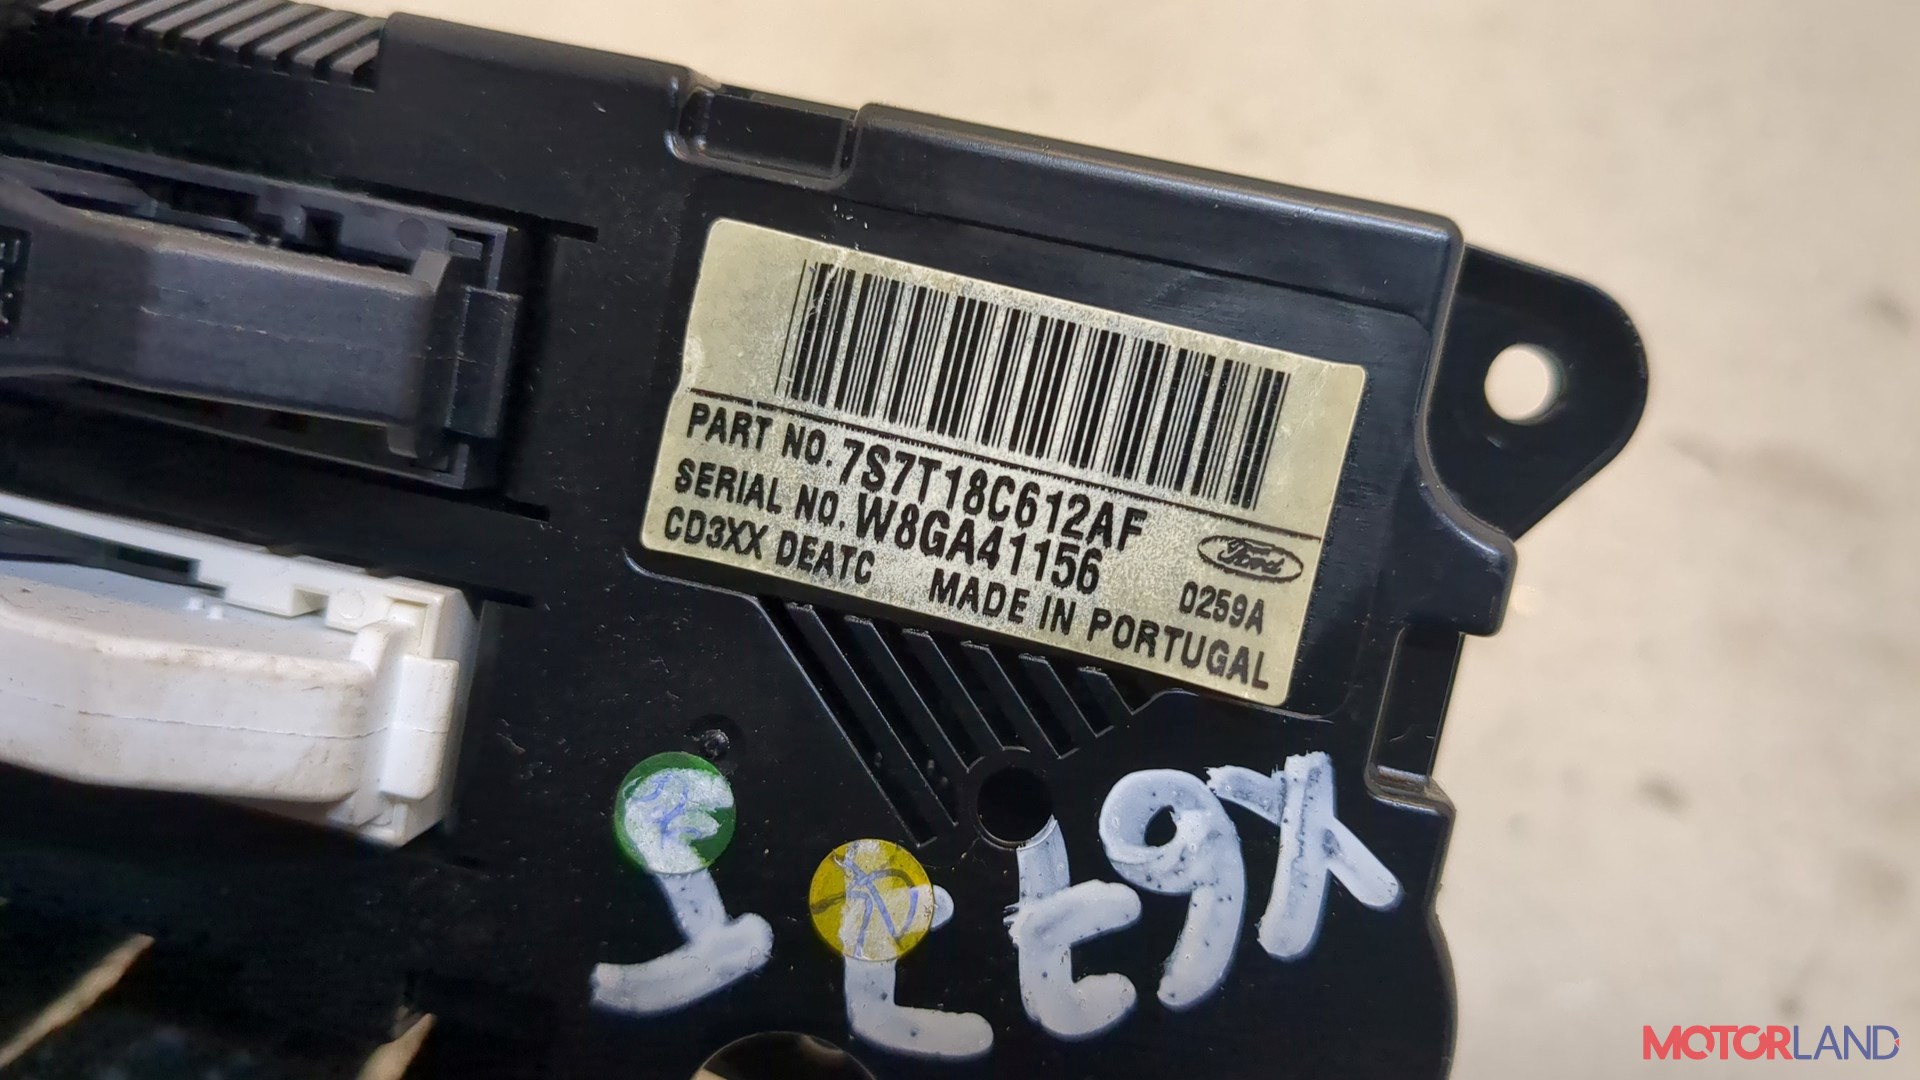 PART NO. 7S7T18C612AF
SERIAL NO. W8GA41156
Ford
CD3XX DEATC
0259A
MADE IN PORTUGAL
MOTORLAND